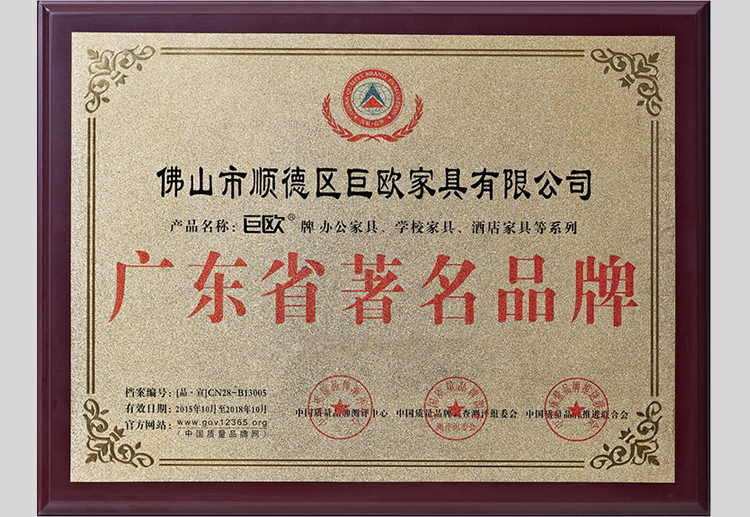 佛山市顺德区巨欧家具有限公司
产品名称：巨欧®牌 办公家具、学校家具、酒店家具等系列
广东省著名品牌
档案编号：[品·宣]CN28-B13005
有效日期：2015年10月至2018年10月
官方网站：www.gov12365.org
（中国质量品牌网）
中国质量品牌测评中心 中国质量品牌调查测评组委会 中国质量品牌推进联合会